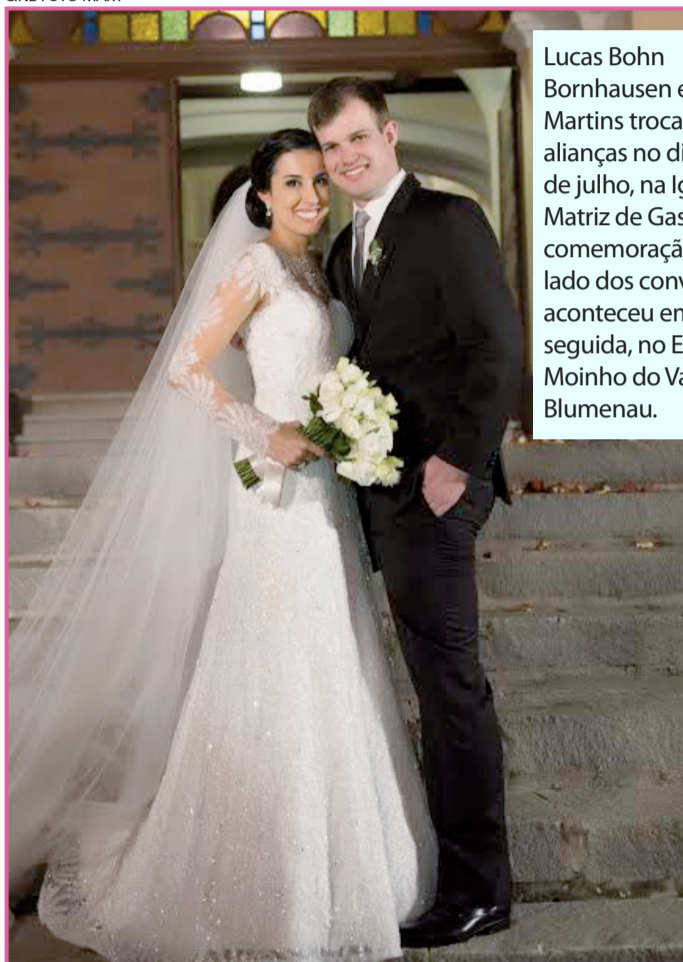 Lucas Bohn
Bornhausen e
Martins troca
alianças no di
de julho, na Ig
Matriz de Gas
comemoração
lado dos conv
aconteceu em
seguida, no E
Moinho do Va
Blumenau.